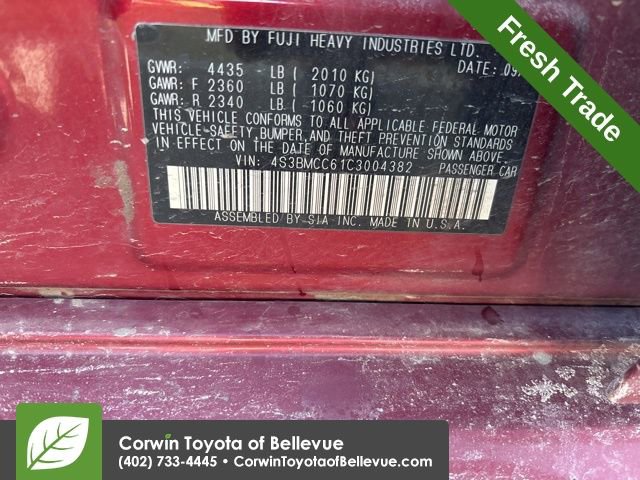 MFD BY FUJI HEAVY INDUSTRIES LTD.
DATE: 09
GVWR: 4435 LB ( 2010 KG)
GAWR: F 2360 LB ( 1070 KG)
GAWR: R 2340 LB ( 1060 KG)
THIS VEHICLE CONFORMS TO ALL APPLICABLE FEDERAL MOTOR
VEHICLE-SAFETY, BUMPER, AND THEFT PREVENTION STANDARDS
IN EFFECT ON THE DATE OF MANUFACTURE SHOWN ABOVE.
VIN: 4S3BMCC61C3004382 PASSENGER CAR
ASSEMBLED BY SIA INC. MADE IN U.S.A.
Fresh Trade
Corwin Toyota of Bellevue
(402) 733-4445 • CorwinToyotaofBellevue.com